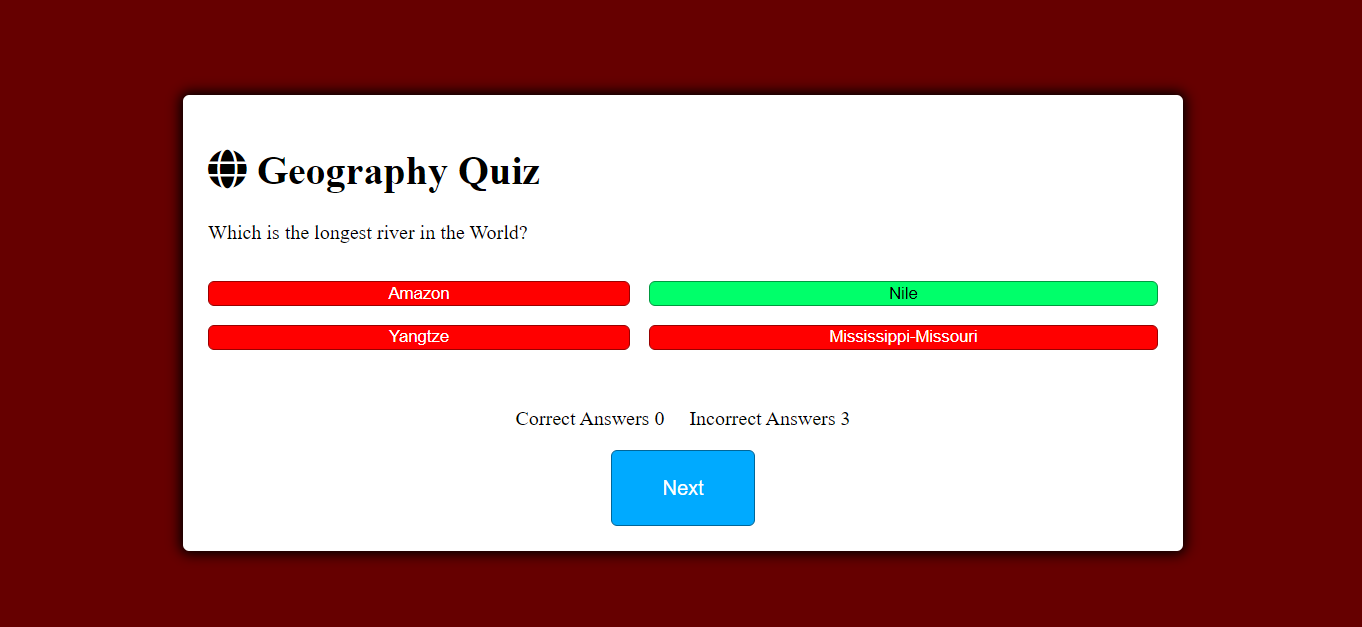 Geography Quiz
Which is the longest river in the World?
Amazon
Nile
Yangtze
Mississippi-Missouri
Correct Answers 0 Incorrect Answers 3
Next